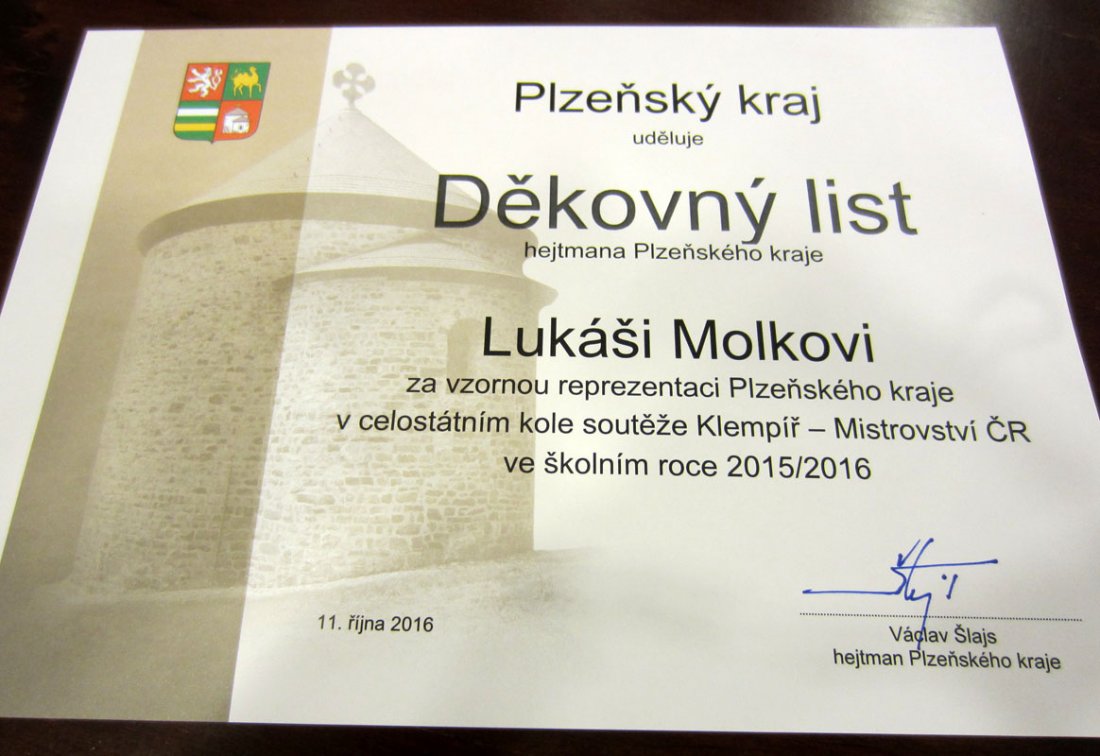 Plzeňský kraj
uděluje
Děkovný list
hejtmana Plzeňského kraje
Lukáši Molkovi
za vzornou reprezentaci Plzeňského kraje
v celostátním kole soutěže Klempíř – Mistrovství ČR
ve školním roce 2015/2016
11. října 2016
Václav Šlajs
hejtman Plzeňského kraje